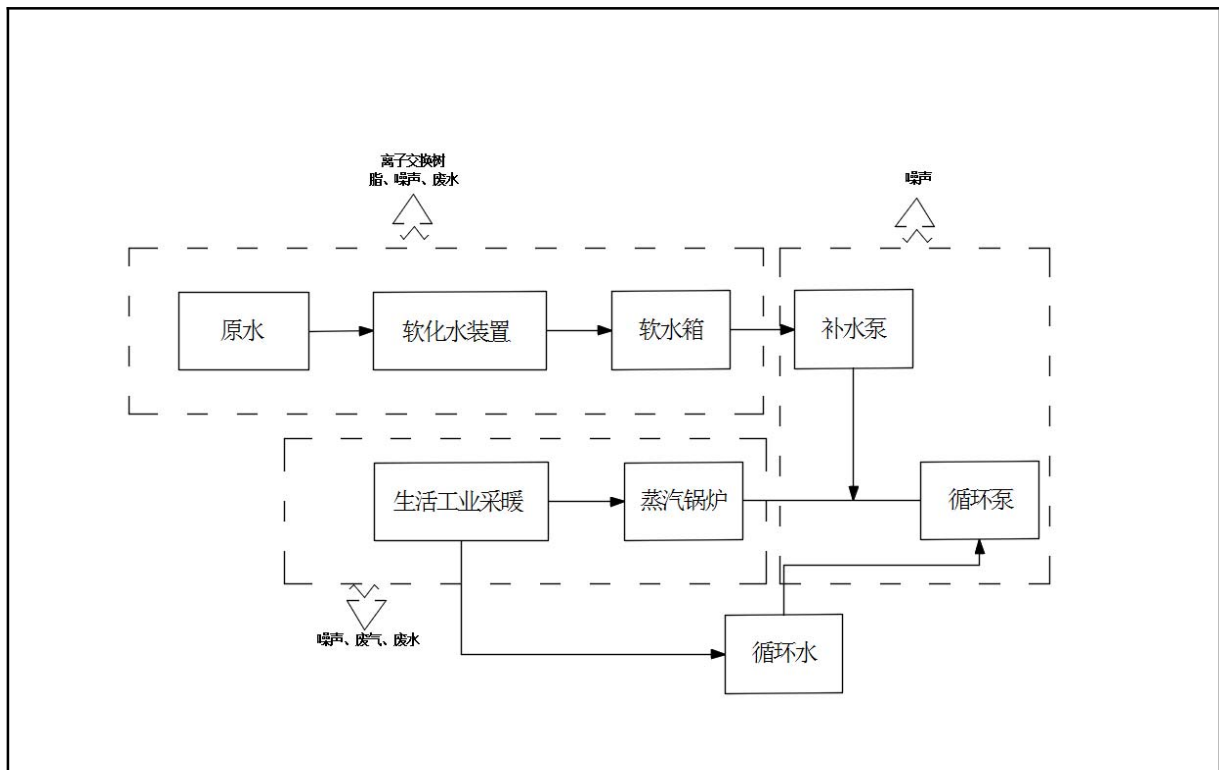 离子交换树
脂、噪声、废水
噪声
原水
软化水装置
软水箱
补水泵
生活工业采暖
蒸汽锅炉
循环泵
噪声、废气、废水
循环水